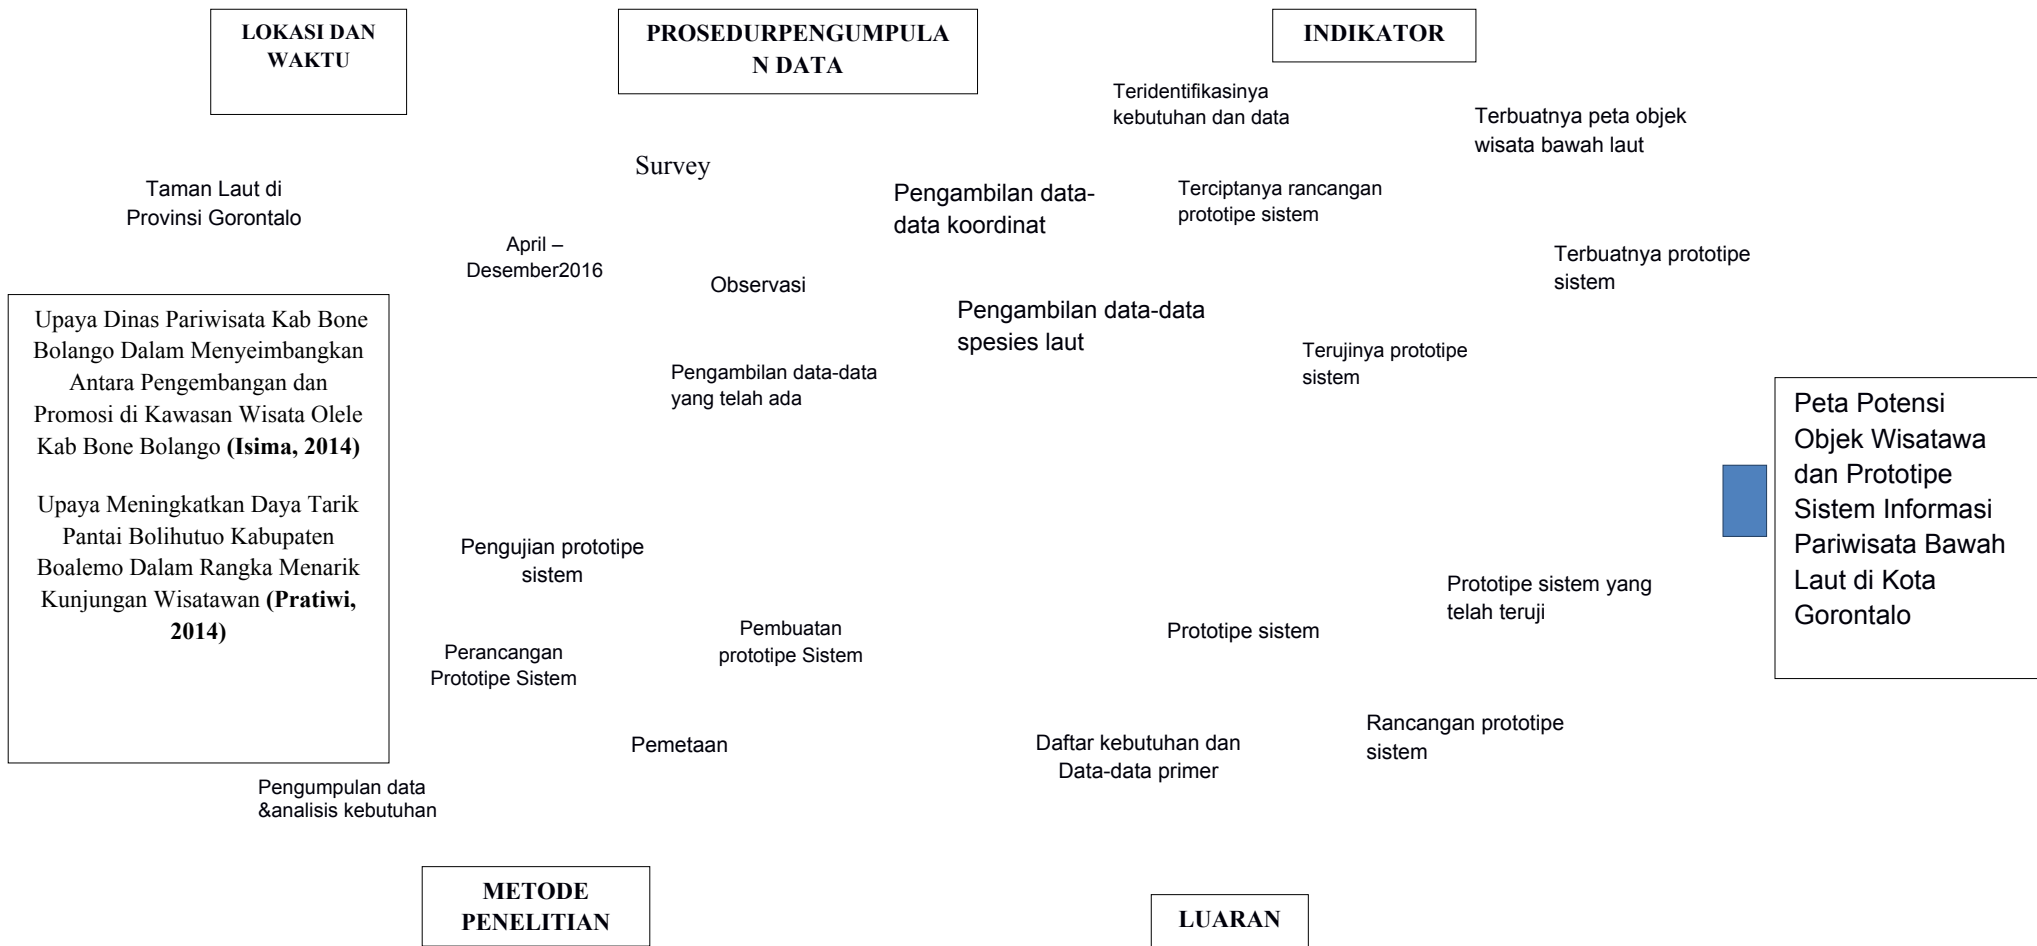 LOKASI DAN
WAKTU
PROSEDURPENGUMPULA
N DATA
INDIKATOR
Teridentifikasinya
kebutuhan dan data
Terbuatnya peta objek
wisata bawah laut
Survey
Taman Laut di
Provinsi Gorontalo
Pengambilan data-
data koordinat
Terciptanya rancangan
prototipe sistem
April –
Desember2016
Observasi
Terbuatnya prototipe
sistem
Pengambilan data-data
spesies laut
Terujinya prototipe
sistem
Pengambilan data-data
yang telah ada
Upaya Dinas Pariwisata Kab Bone
Bolango Dalam Menyeimbangkan
Antara Pengembangan dan
Promosi di Kawasan Wisata Olele
Kab Bone Bolango (Isima, 2014)
Upaya Meningkatkan Daya Tarik
Pantai Bolihutuo Kabupaten
Boalemo Dalam Rangka Menarik
Kunjungan Wisatawan (Pratiwi,
2014)
Peta Potensi
Objek Wisatawa
dan Prototipe
Sistem Informasi
Pariwisata Bawah
Laut di Kota
Gorontalo
Pengujian prototipe
sistem
Prototipe sistem yang
telah teruji
Pembuatan
prototipe Sistem
Prototipe sistem
Perancangan
Prototipe Sistem
Rancangan prototipe
sistem
Pemetaan
Daftar kebutuhan dan
Data-data primer
Pengumpulan data
&analisis kebutuhan
METODE
PENELITIAN
LUARAN